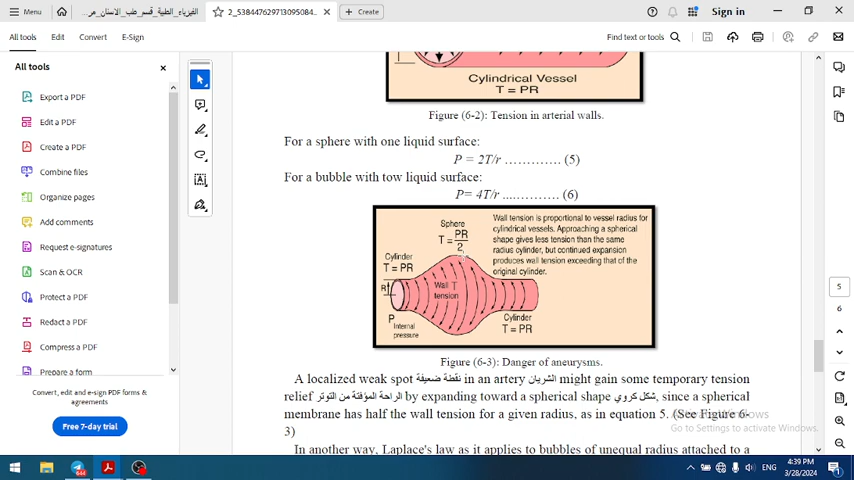 Menu
الفيزياء_الطبية_قسم_طب_الاسنان_مر...
2_5384476297130950​84...
Create
Sign in
All tools
Edit
Convert
E-Sign
Find text or tools
All tools
Export a PDF
Edit a PDF
Create a PDF
Combine files
Organize pages
Add comments
Request e-signatures
Scan & OCR
Protect a PDF
Redact a PDF
Compress a PDF
Prepare a form
Convert, edit and e-sign PDF forms &
agreements
Free 7-day trial
Cylindrical Vessel
T = PR
Figure (6-2): Tension in arterial walls.
For a sphere with one liquid surface:
P = 2T/r …………. (5)
For a bubble with tow liquid surface:
P= 4T/r ....………. (6)
Sphere
T = PR
2
Wall tension is proportional to vessel radius for
cylindrical vessels. Approaching a spherical
shape gives less tension than the same
radius cylinder, but continued expansion
produces wall tension exceeding that of the
original cylinder.
Cylinder
T = PR
R
Wall T
tension
P
Internal
pressure
Cylinder
T = PR
Figure (6-3): Danger of aneurysms.
A localized weak spot نقطة ضعيفة in an artery الشريان might gain some temporary tension
relief الراحة المؤقتة من التوتر by expanding toward a spherical shape شكل كروي, since a spherical
membrane has half the wall tension for a given radius, as in equation 5. (See Figure 6-
3)
In another way, Laplace's law as it applies to bubbles of unequal radius attached to a
Activate Windows
Go to Settings to activate Windows.
5
6
644
ENG
4:39 PM
3/28/2024